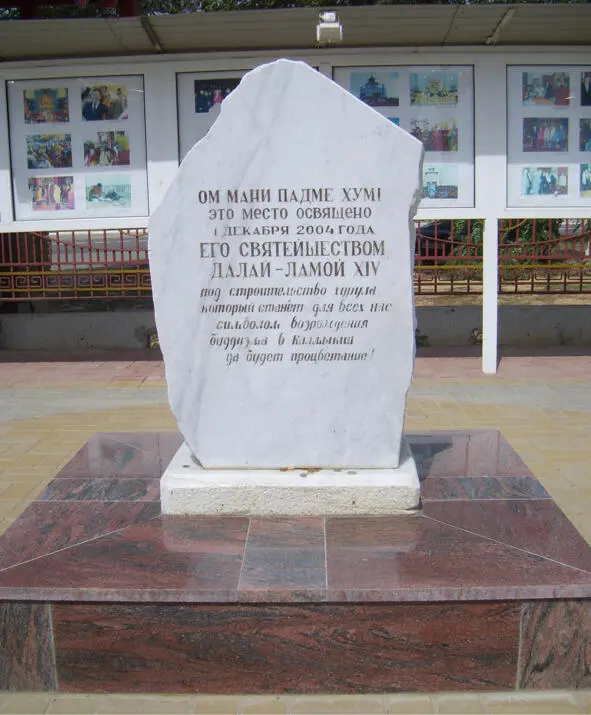 ОМ МАНИ ПАДМЕ ХУМ!
ЭТО МЕСТО ОСВЯЩЕНО
1 ДЕКАБРЯ 2004 ГОДА
ЕГО СВЯТЕЙШЕСТВОМ
ДАЛАЙ-ЛАМОЙ XIV
под строительство хурула
который станет для всех нас
символом возрождения
буддизма в Калмыкии
да будет процветание!